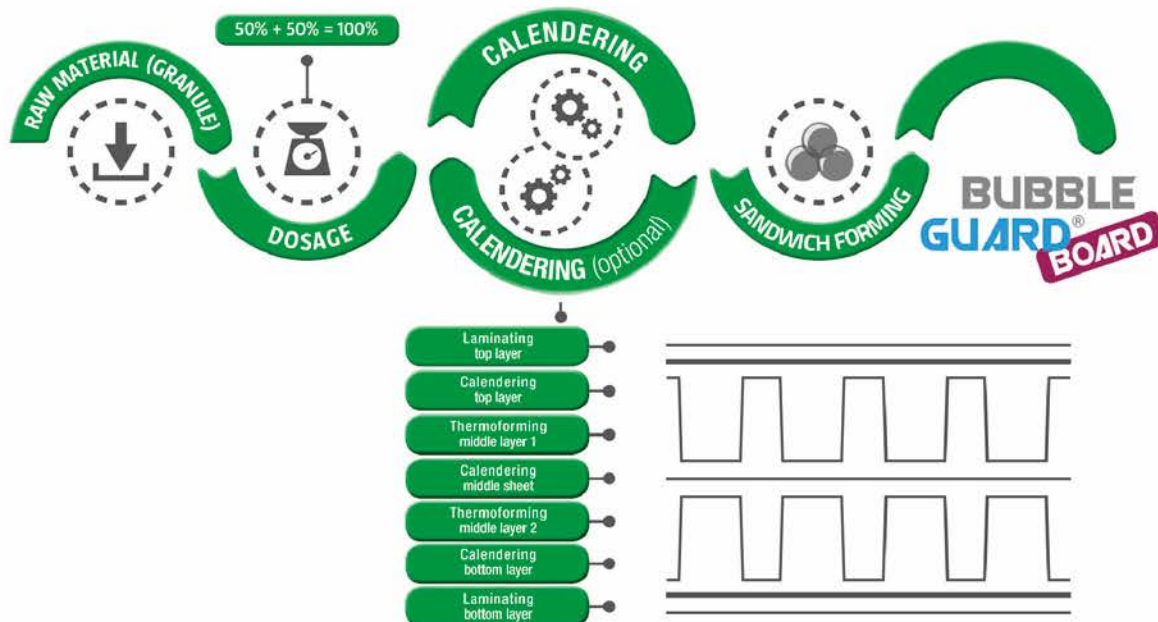 50% + 50% = 100%
RAW MATERIAL (GRANULE)
DOSAGE
CALENDERING
CALENDERING (optional)
SANDWICH FORMING
BUBBLE
GUARD®
BOARD
Laminating
top layer
Calendering
top layer
Thermoforming
middle layer 1
Calendering
middle sheet
Thermoforming
middle layer 2
Calendering
bottom layer
Laminating
bottom layer